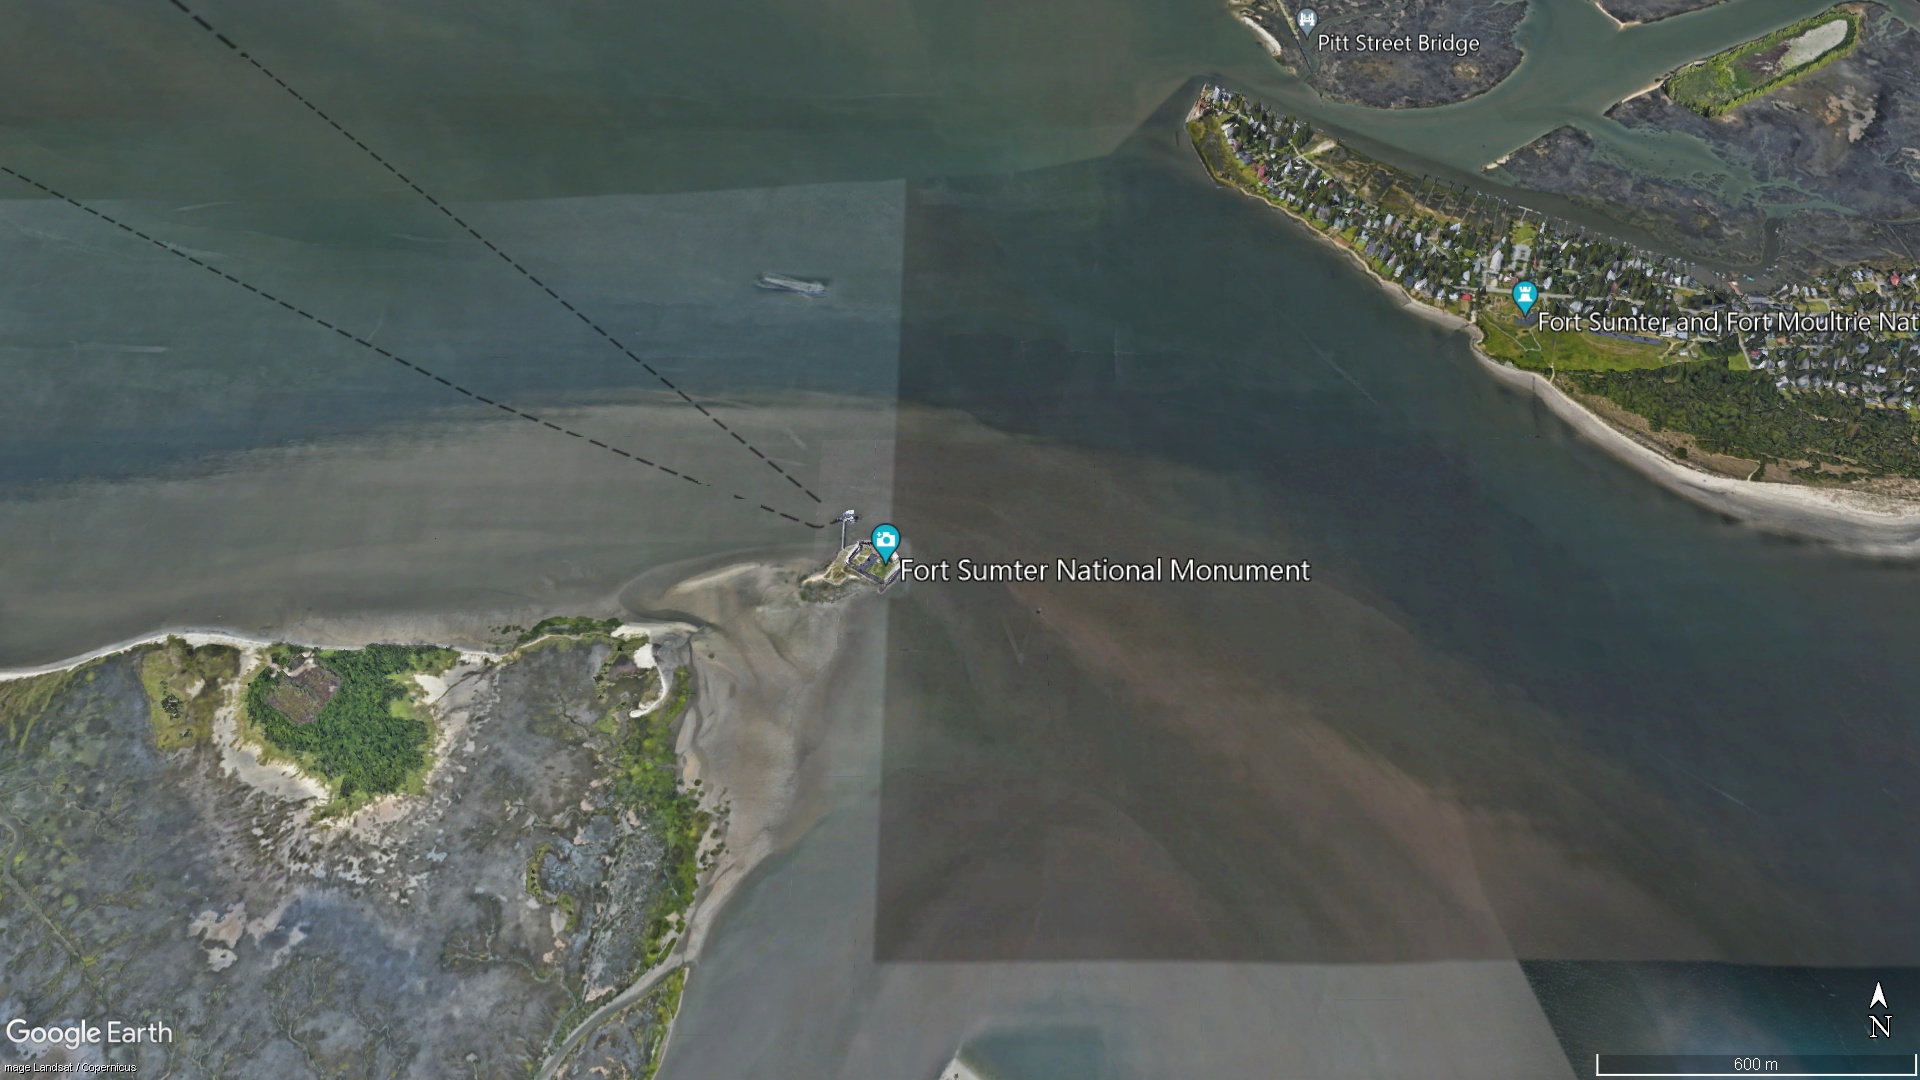 Pitt Street Bridge
Fort Sumter and Fort Moultrie Nat
Fort Sumter National Monument
Google Earth
mage Landsat / Copernicus
N
600 m